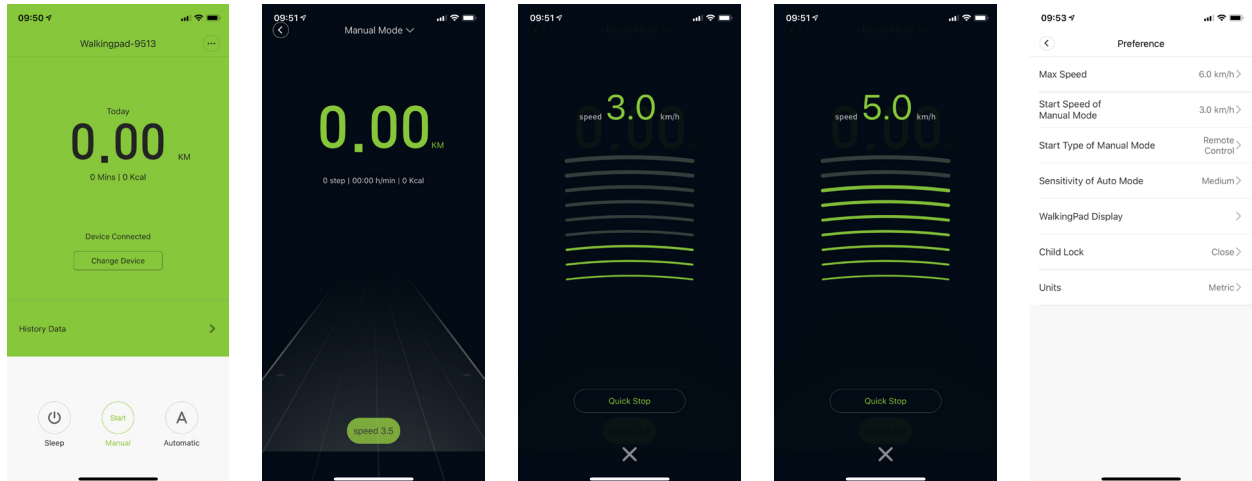 09:50
Walkingpad-9513
Today
0.00 KM
0 Mins | 0 Kcal
Device Connected
Change Device
History Data
Start
A
Sleep
Manual
Automatic
09:51
Manual Mode
0.00 KM
0 step | 00:00 h/min | 0 Kcal
speed 3.5
09:51
Manual Mode
speed 3.0 km/h
Quick Stop
09:51
Manual Mode
speed 5.0 km/h
Quick Stop
09:53
Preference
Max Speed 6.0 km/h
Start Speed of
Manual Mode
3.0 km/h
Start Type of Manual Mode
Remote
Control
Sensitivity of Auto Mode Medium
WalkingPad Display
Child Lock Close
Units Metric